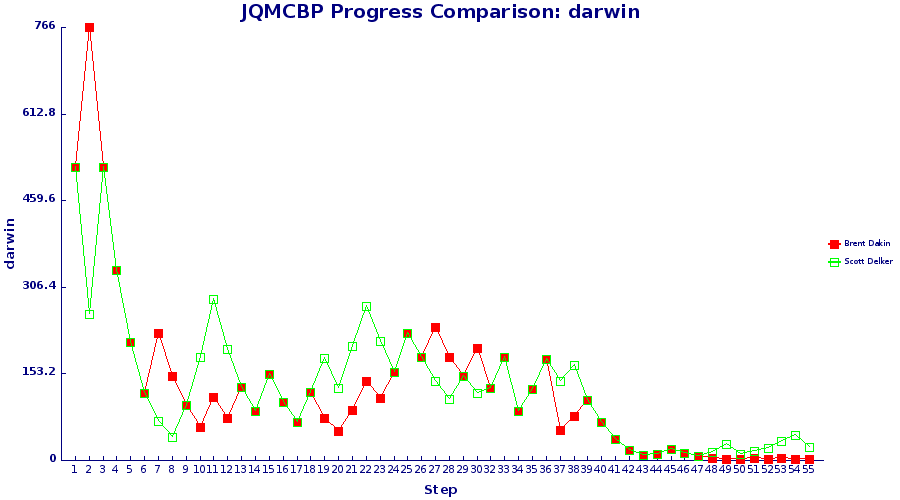 JQMCBP Progress Comparison: darwin
766
612.8
459.6
306.4
153.2
0
darwin
1 2 3 4 5 6 7 8 9 10 11 12 13 14 15 16 17 18 19 20 21 22 23 24 25 26 27 28 29 30 31 32 33 34 35 36 37 38 39 40 41 42 43 44 45 46 47 48 49 50 51 52 53 54 55
Step
Brent Dakin
Scott Delker